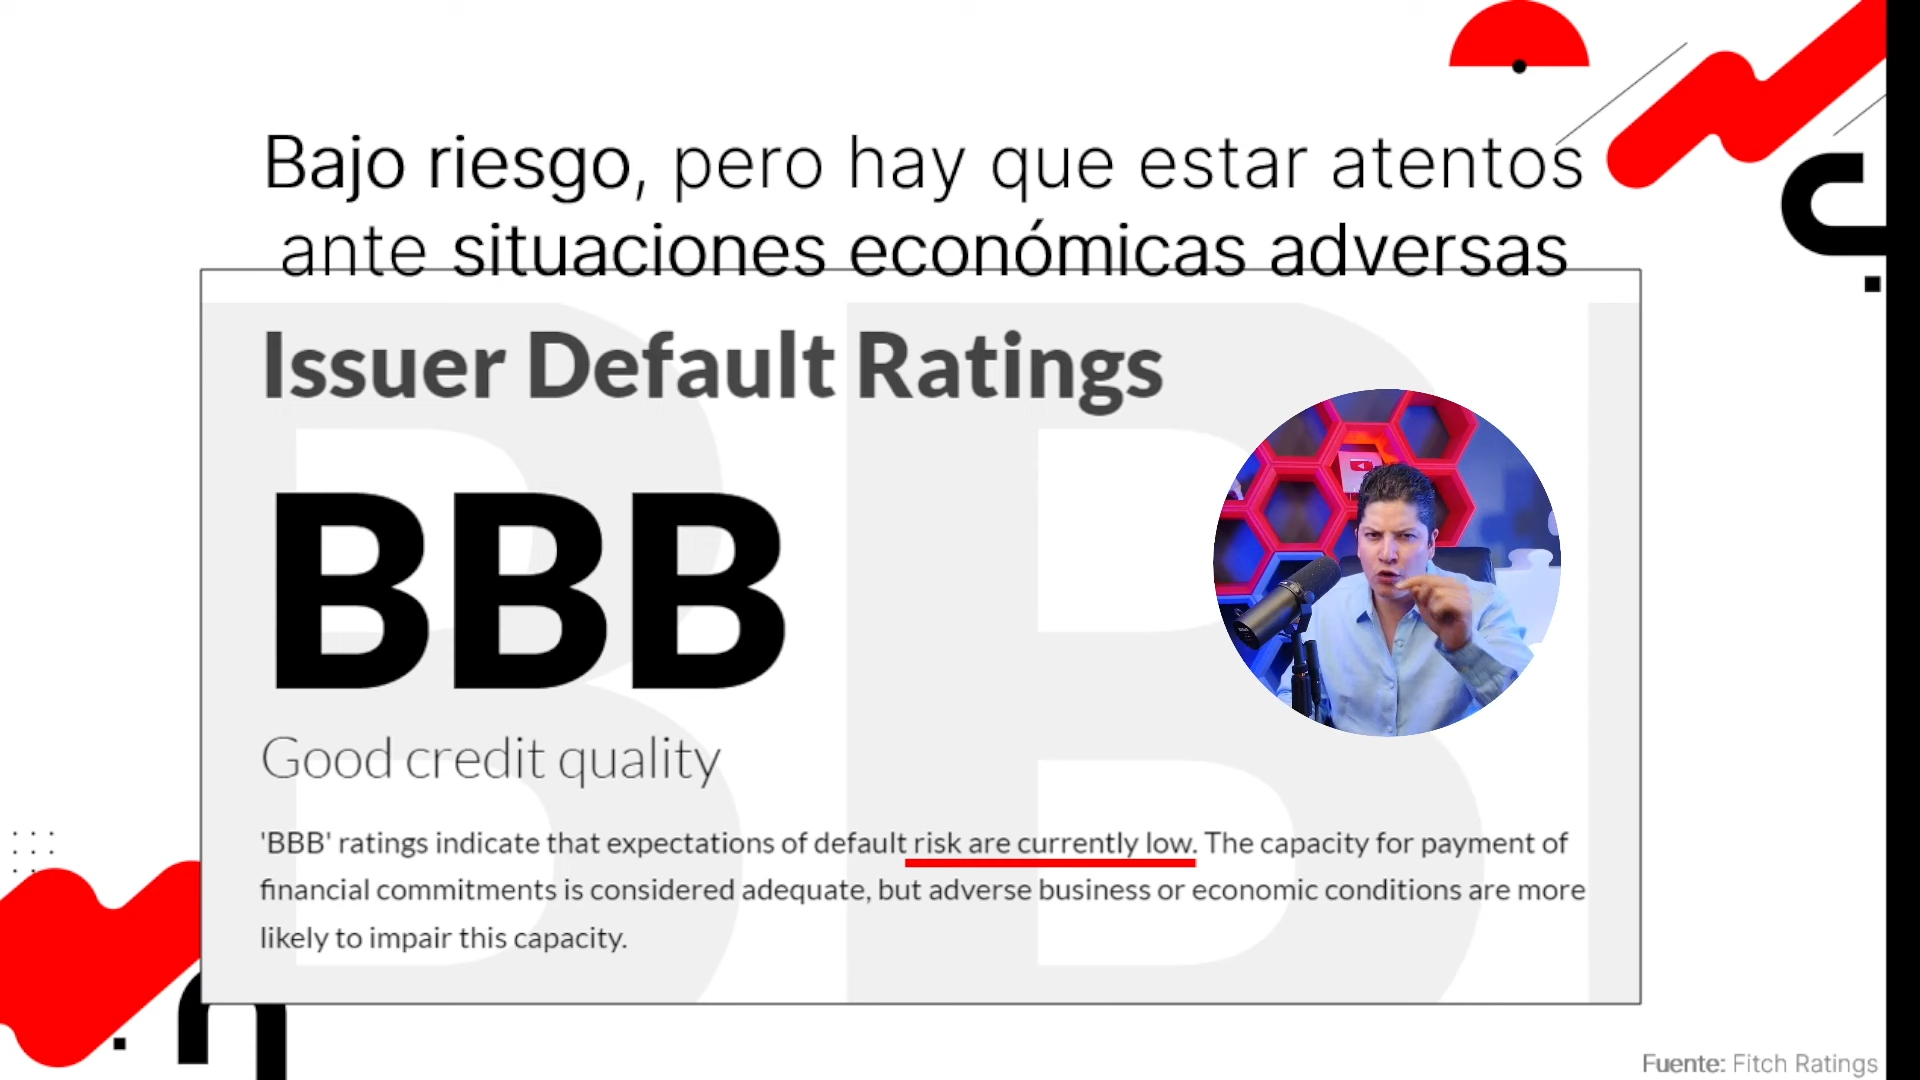 Bajo riesgo, pero hay que estar atentos
ante situaciones económicas adversas
Issuer Default Ratings
BBB
Good credit quality
'BBB' ratings indicate that expectations of default risk are currently low. The capacity for payment of
financial commitments is considered adequate, but adverse business or economic conditions are more
likely to impair this capacity.
Fuente: Fitch Ratings